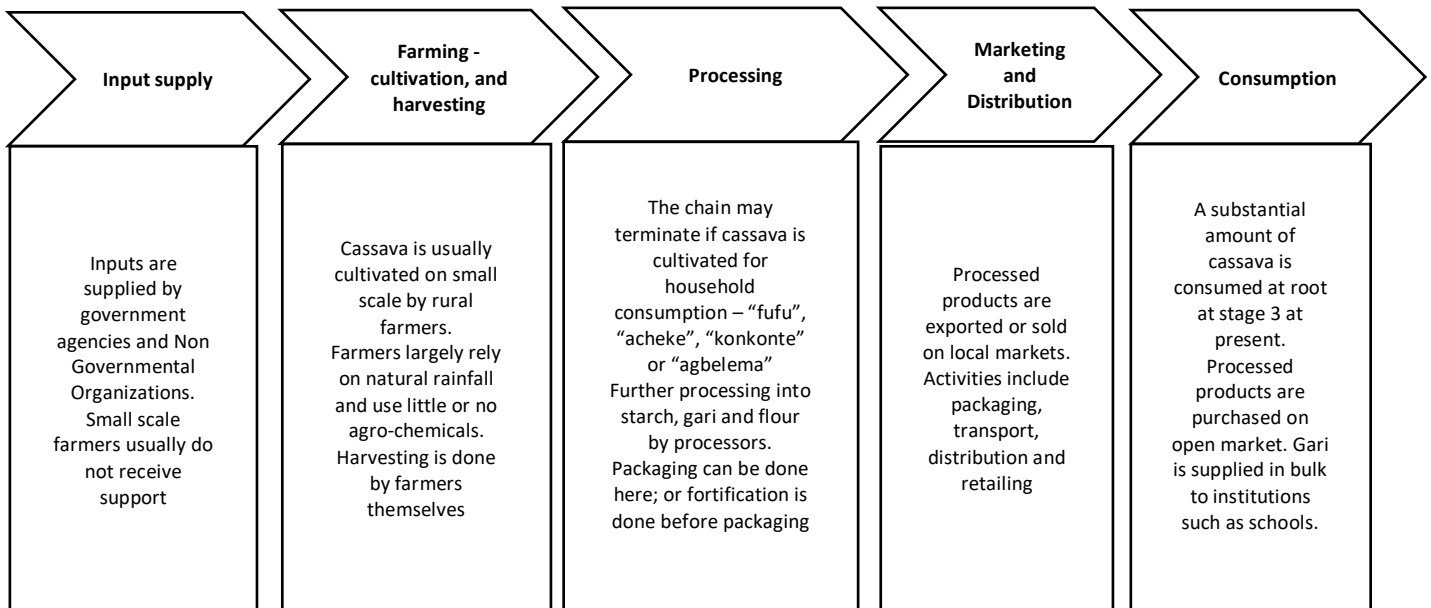 Input supply
Farming -
cultivation, and
harvesting
Processing
Marketing
and
Distribution
Consumption
Inputs are
supplied by
government
agencies and Non
Governmental
Organizations.
Small scale
farmers usually do
not receive
support
Cassava is usually
cultivated on small
scale by rural
farmers.
Farmers largely rely
on natural rainfall
and use little or no
agro-chemicals.
Harvesting is done
by farmers
themselves
The chain may
terminate if cassava is
cultivated for
household
consumption – “fufu”,
“acheke”, “konkonte”
or “agbelema”
Further processing into
starch, gari and flour
by processors.
Packaging can be done
here; or fortification is
done before packaging
Processed
products are
exported or sold
on local markets.
Activities include
packaging,
transport,
distribution and
retailing
A substantial
amount of
cassava is
consumed at root
at stage 3 at
present.
Processed
products are
purchased on
open market. Gari
is supplied in bulk
to institutions
such as schools.